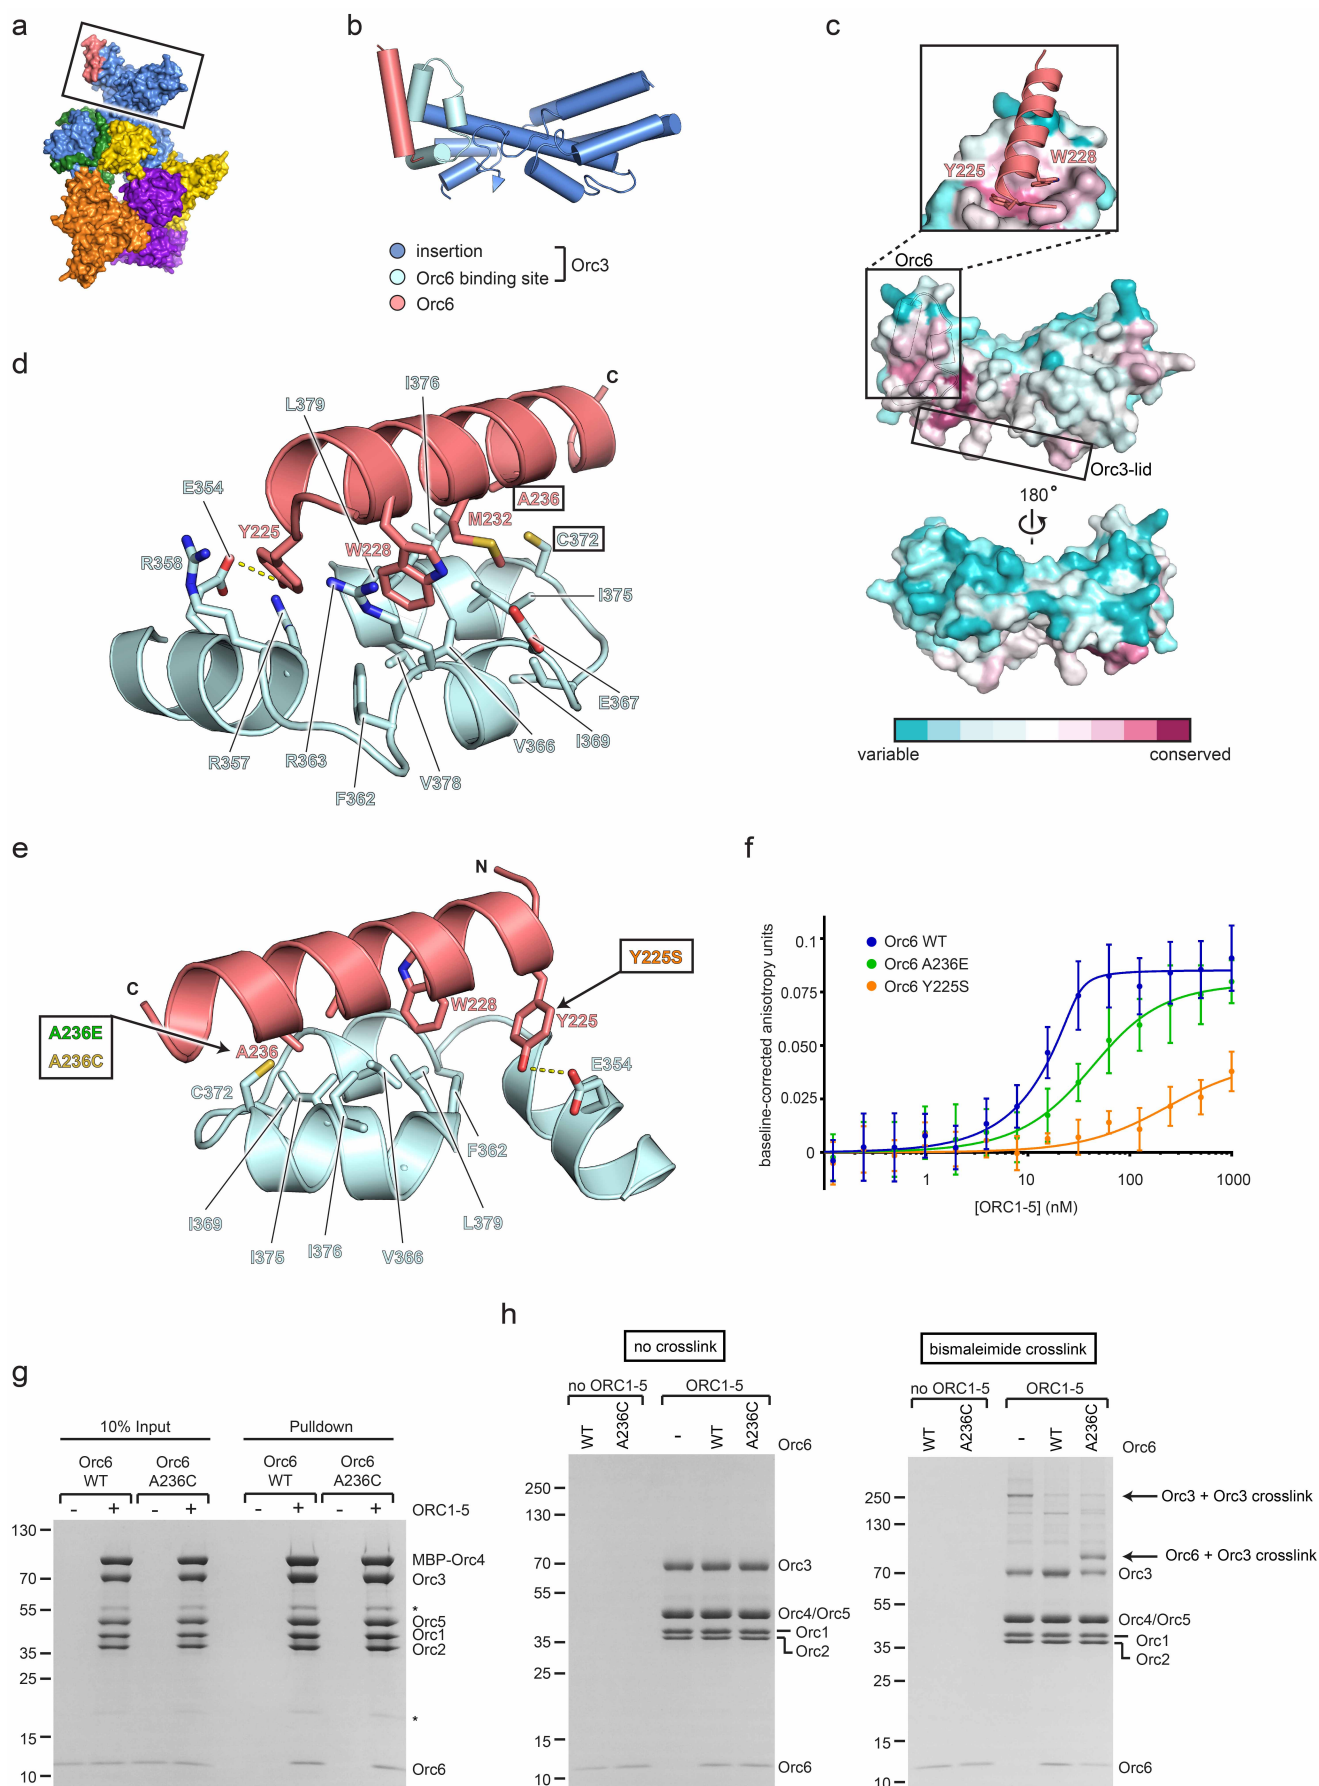 a
b
c
insertion
Orc6 binding site
Orc3
Orc6
Y225
W228
Orc6
Orc3-lid
180°
variable
conserved
d
I376
C
L379
E354
Y225
A236
M232
W228
C372
R358
I375
E367
I369
V366
R357
R363
V378
F362
e
N
Y225S
C
W228
Y225
A236E
A236C
A236
E354
C372
F362
I369
L379
I375
I376
V366
f
baseline-corrected anisotropy units
0.1
0.075
0.050
0.025
0
Orc6 WT
Orc6 A236E
Orc6 Y225S
1
10
100
1000
[ORC1-5] (nM)
g
10% Input
Pulldown
Orc6 WT
Orc6 A236C
Orc6 WT
Orc6 A236C
- + - + - + - + ORC1-5
130
70
55
35
25
15
10
MBP-Orc4
Orc3
*
Orc5
Orc1
Orc2
*
Orc6
h
no crosslink
no ORC1-5
ORC1-5
WT A236C - WT A236C Orc6
250
130
70
55
35
25
15
10
Orc3
Orc4/Orc5
Orc1
Orc2
Orc6
bismaleimide crosslink
no ORC1-5
ORC1-5
WT A236C - WT A236C Orc6
250
130
70
55
35
25
15
10
Orc3 + Orc3 crosslink
Orc6 + Orc3 crosslink
Orc3
Orc4/Orc5
Orc1
Orc2
Orc6